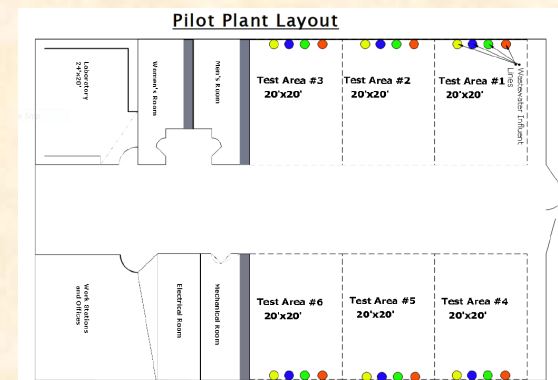 Pilot Plant Layout
Laboratory
24'x20'
Women's Room
Men's Room
Test Area #3
20'x20'
Test Area #2
20'x20'
Test Area #1
20'x20'
Wastewater Influent
Lines
Work Stations
and Offices
Electrical Room
Mechanical Room
Test Area #6
20'x20'
Test Area #5
20'x20'
Test Area #4
20'x20'